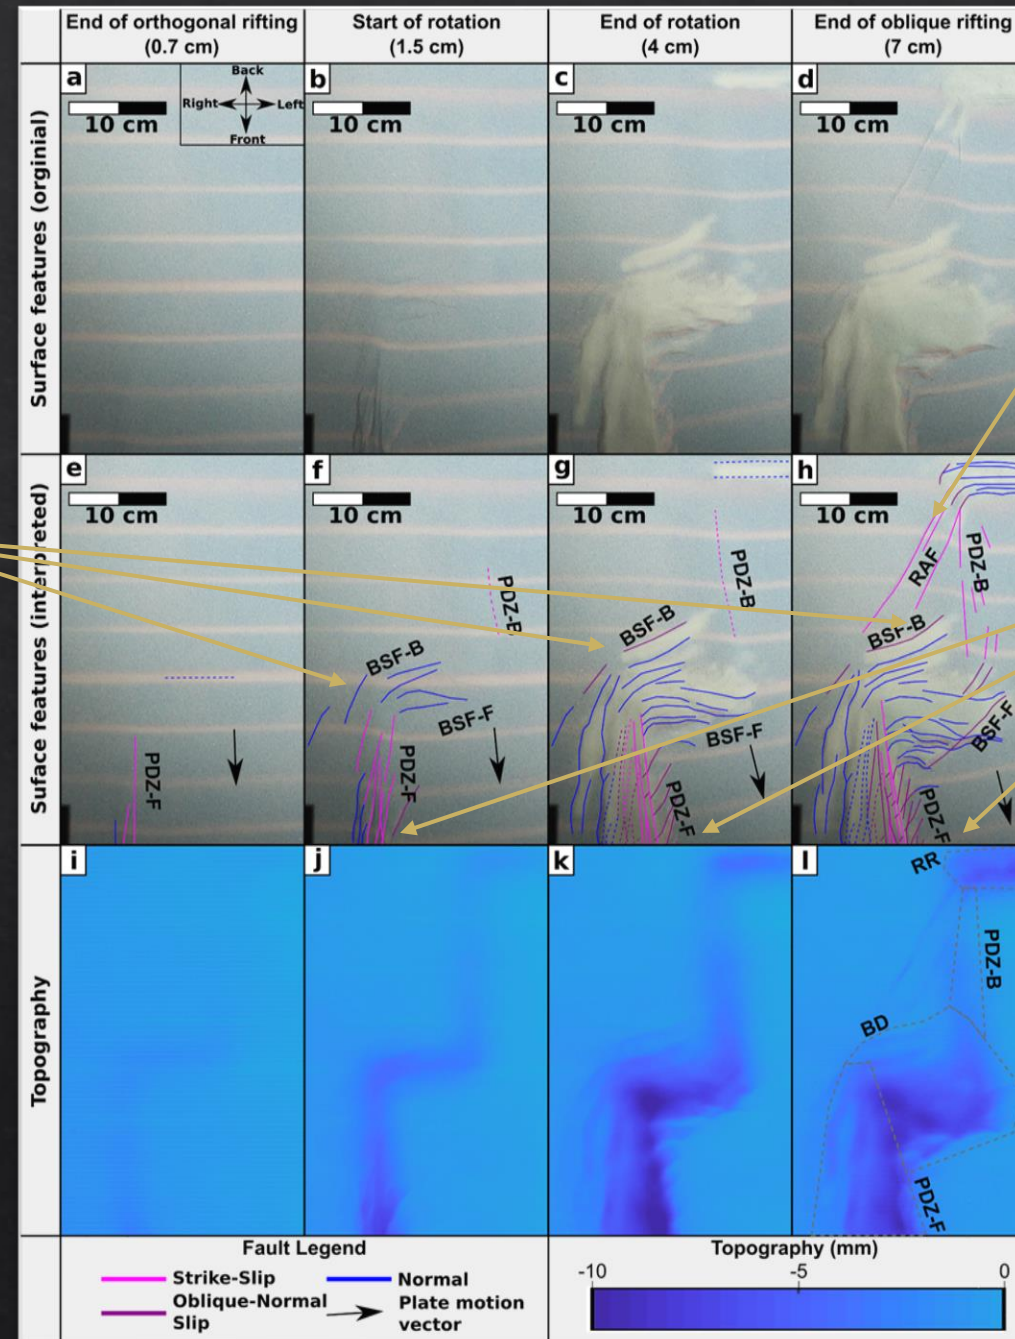 End of orthogonal rifting
(0.7 cm)
Start of rotation
(1.5 cm)
End of rotation
(4 cm)
End of oblique rifting
(7 cm)
Surface features (orginial)
a
Back
Right
Left
Front
10 cm
b
10 cm
c
10 cm
d
10 cm
Suface features (interpreted)
e
10 cm
PDZ-F
f
10 cm
PDZ-B
BSF-B
BSF-F
PDZ-F
g
10 cm
PDZ-B
BSF-B
BSF-F
PDZ-F
h
10 cm
RAF
PDZ-B
BSF-B
BSF-F
PDZ-F
Topography
i
j
k
l
RR
PDZ-B
BD
PDZ-F
Fault Legend
Strike-Slip
Normal
Oblique-Normal
Slip
Plate motion
vector
Topography (mm)
-10
-5
0